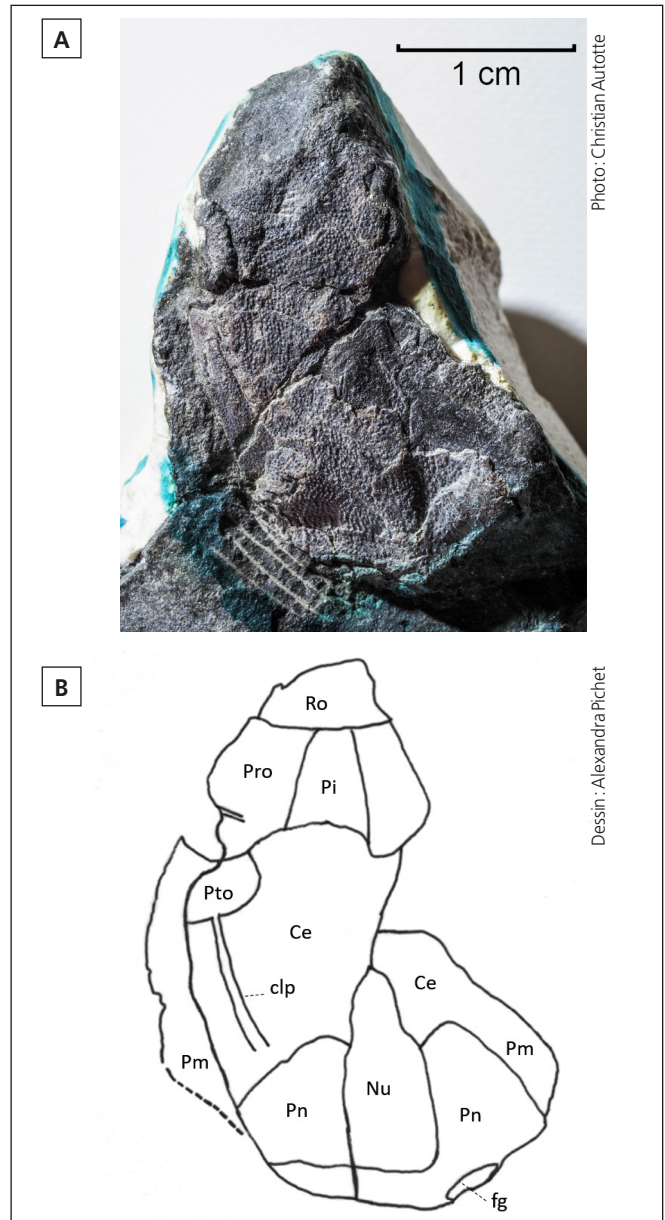 A
1 cm
Photo : Christian Autotte
B
Dessin : Alexandra Pichet
Ro
Pro
Pi
Pto
Ce
clp
Ce
Pm
Pm
Nu
Pn
Pn
fg